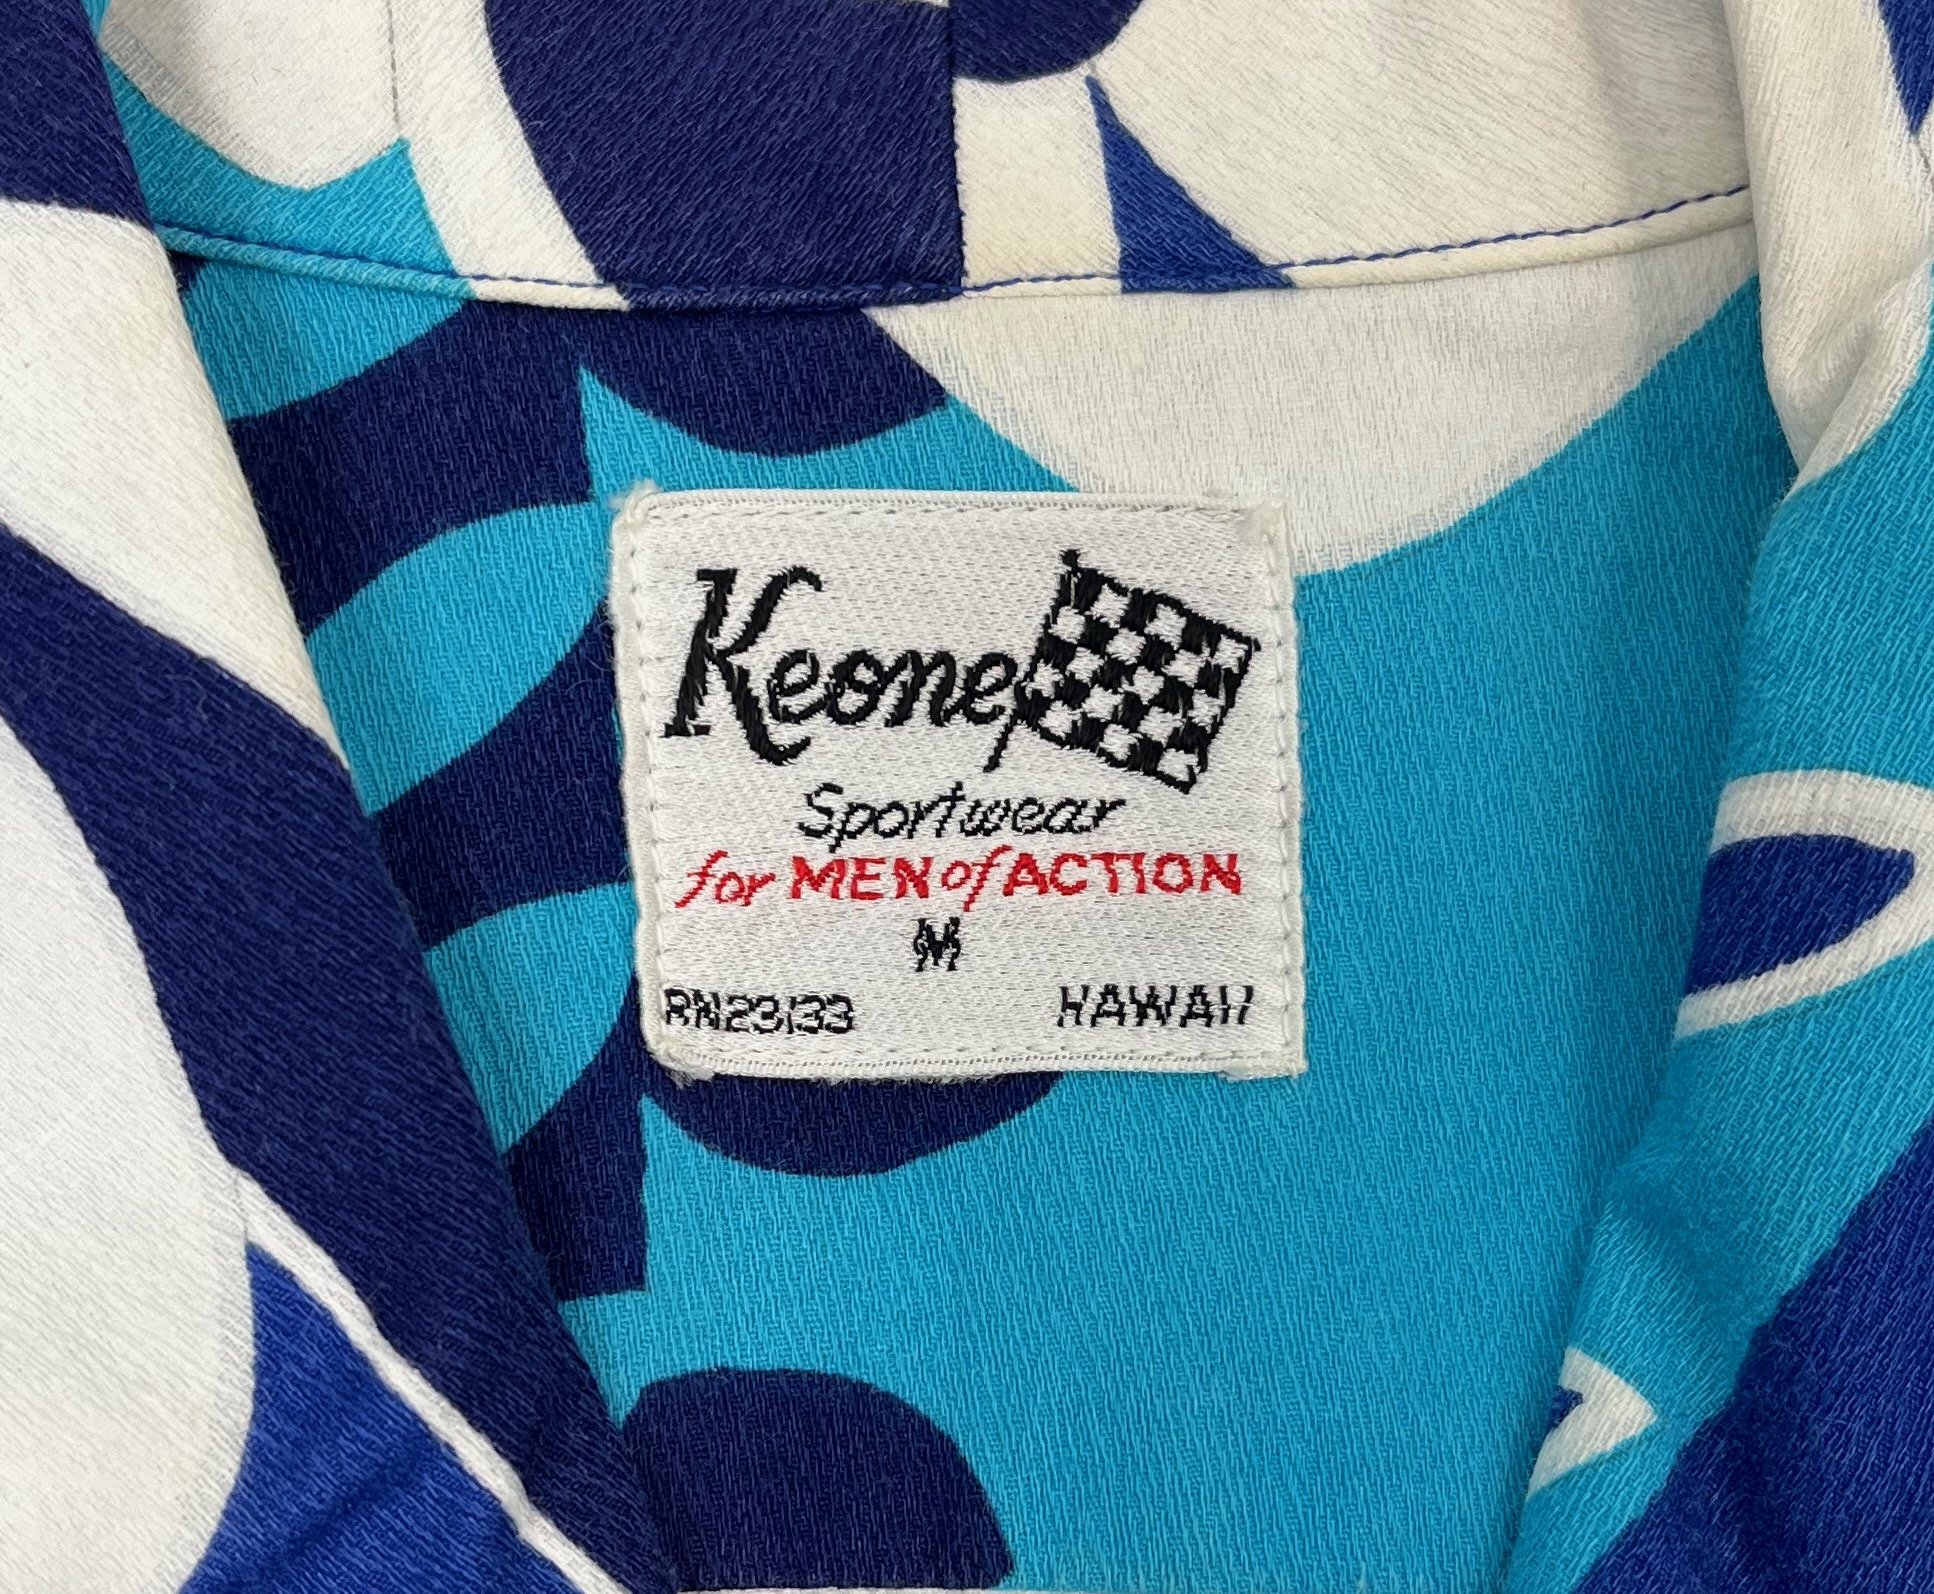 Keone
Sportwear
for MEN of ACTION
M
RN23133 HAWAII